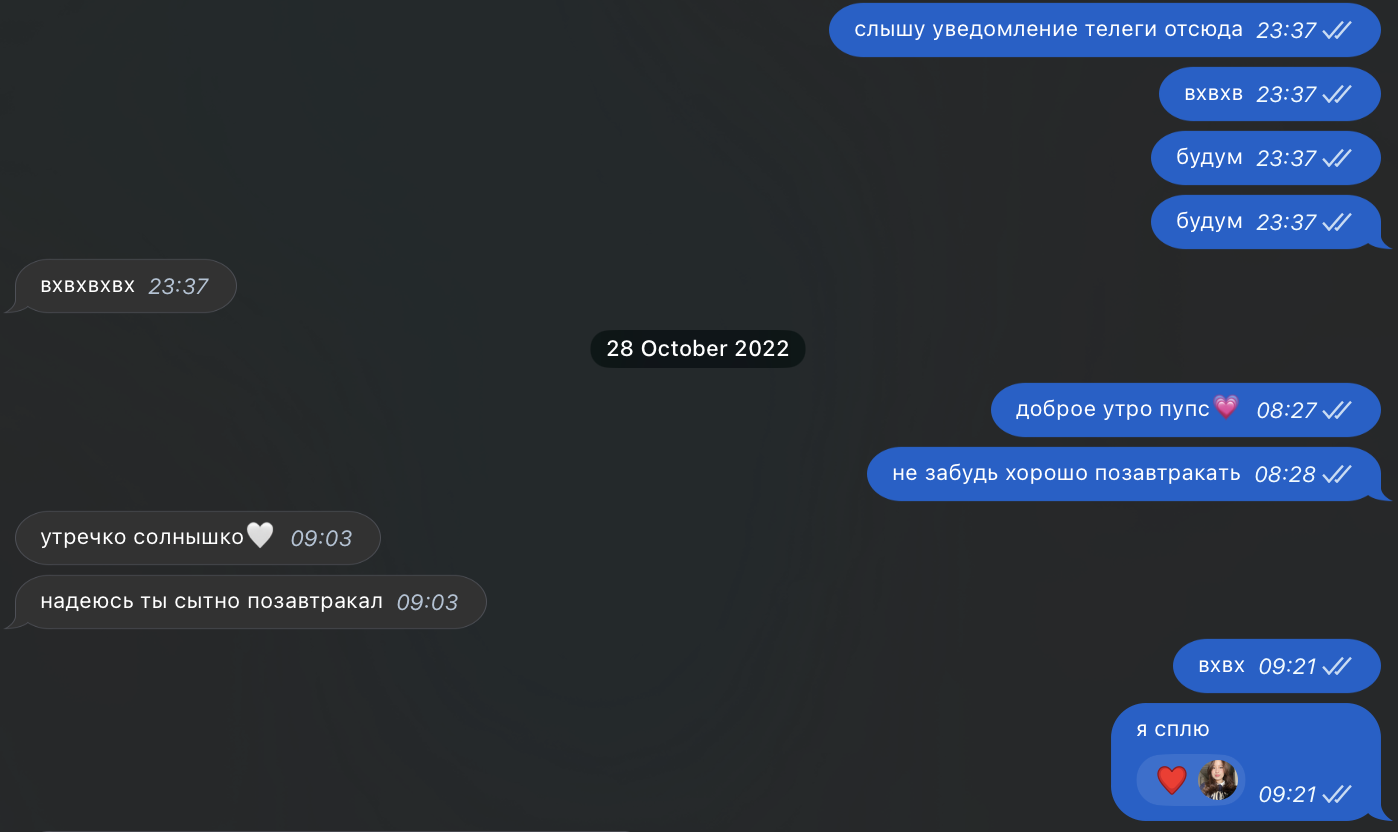 слышу уведомление телеги отсюда 23:37
вхвхв 23:37
будум 23:37
будум 23:37
вхвхвхвх 23:37
28 October 2022
доброе утро пупс💗 08:27
не забудь хорошо позавтракать 08:28
утречко солнышко🤍 09:03
надеюсь ты сытно позавтракал 09:03
вхвх 09:21
я сплю
❤️ 09:21